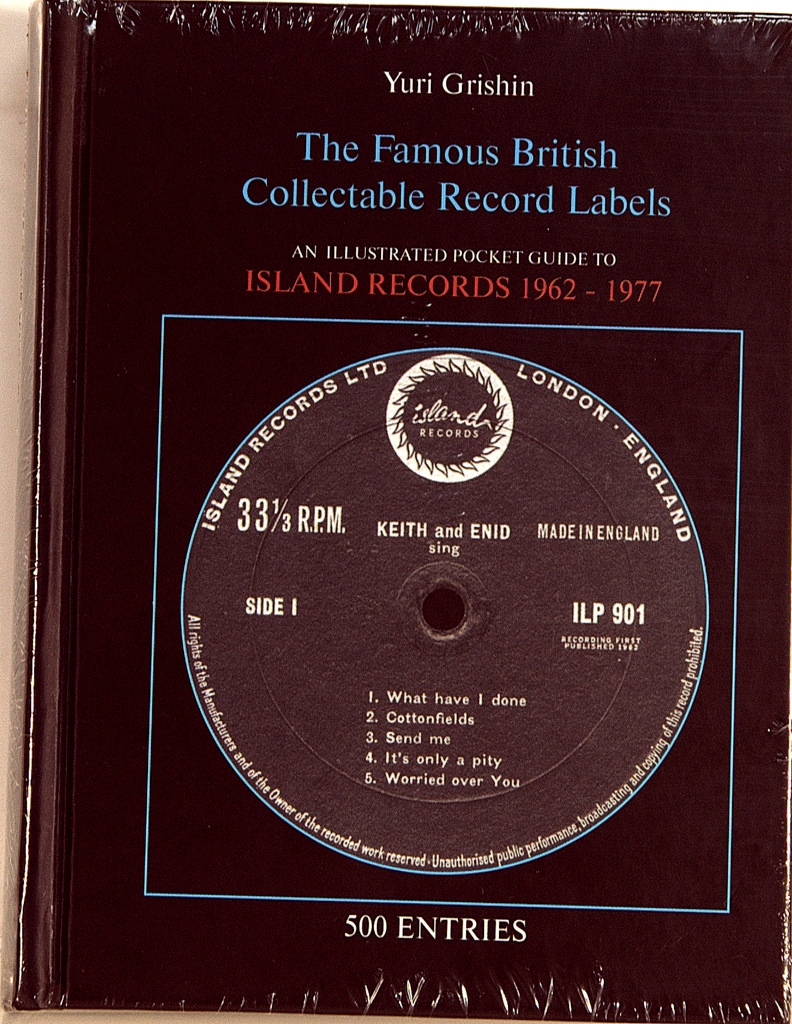 Yuri Grishin
The Famous British
Collectable Record Labels
AN ILLUSTRATED POCKET GUIDE TO
ISLAND RECORDS 1962 - 1977
ISLAND RECORDS LTD
LONDON · ENGLAND
island
RECORDS
33⅓ R.P.M.
KEITH and ENID
sing
MADE IN ENGLAND
SIDE I
ILP 901
RECORDING FIRST
PUBLISHED 1963
1. What have I done
2. Cottonfields
3. Send me
4. It's only a pity
5. Worried over You
All rights of the Manufacturers and of the Owner of the recorded work reserved · Unauthorised public performance, broadcasting and copying of this record prohibited.
500 ENTRIES